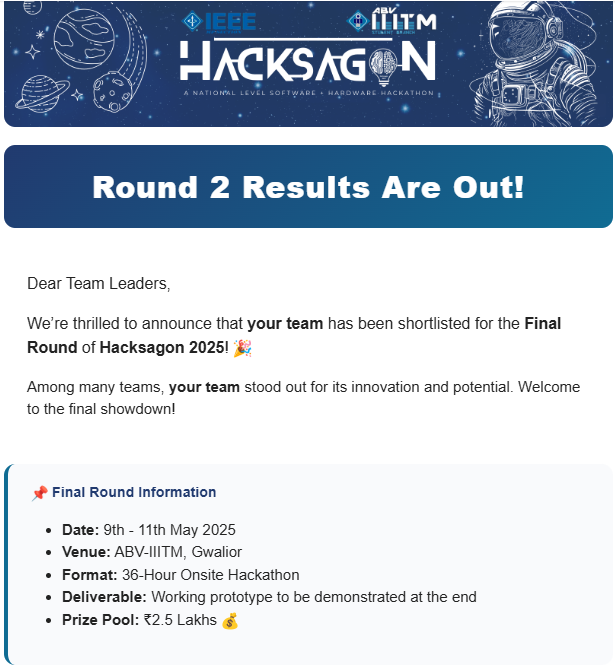 IEEE
ABV
IIITM
STUDENT BRANCH
HACKSAGON
A NATIONAL LEVEL SOFTWARE + HARDWARE HACKATHON
Round 2 Results Are Out!
Dear Team Leaders,
We’re thrilled to announce that your team has been shortlisted for the Final
Round of Hacksagon 2025! 🎉
Among many teams, your team stood out for its innovation and potential. Welcome
to the final showdown!
📌 Final Round Information
• Date: 9th - 11th May 2025
• Venue: ABV-IIITM, Gwalior
• Format: 36-Hour Onsite Hackathon
• Deliverable: Working prototype to be demonstrated at the end
• Prize Pool: ₹2.5 Lakhs 💰